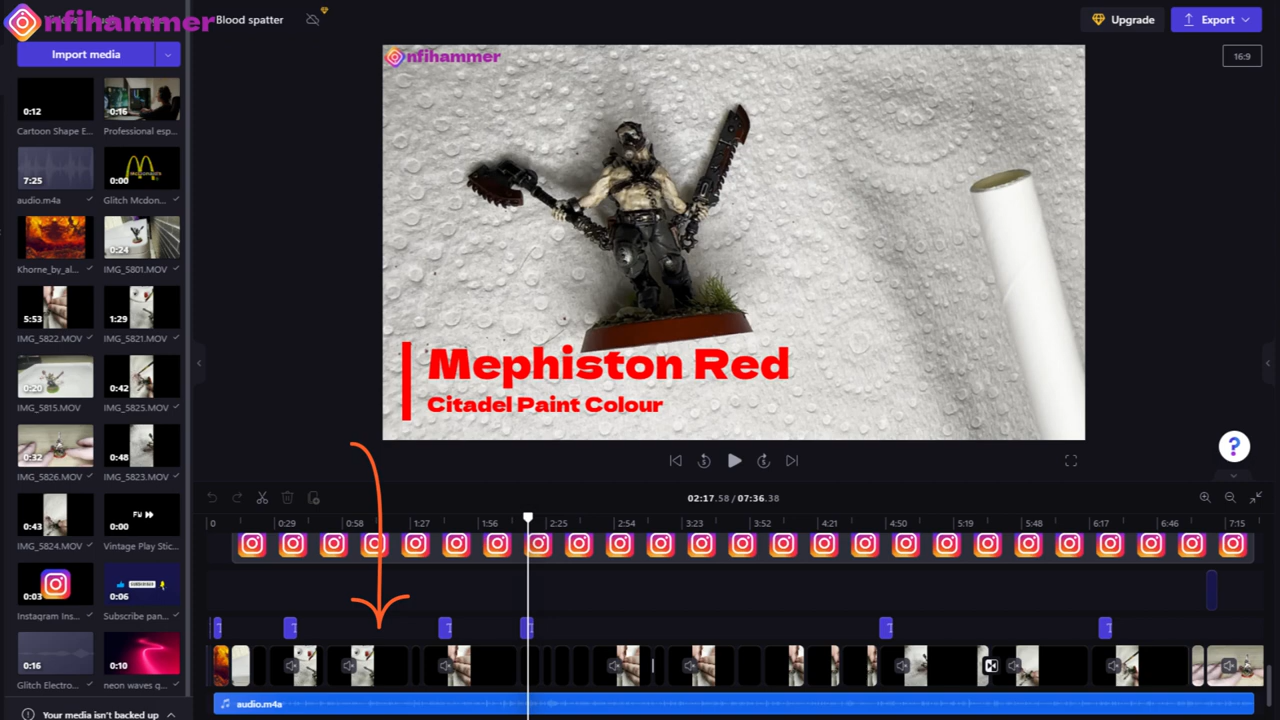 nfihammer
Blood spatter
Upgrade
Export
Import media
16:9
nfihammer
0:12
0:16
Cartoon Shape E...
Professional esp...
7:25
0:00
audio.m4a
Glitch Mcdon...
0:24
Khorne_by_al...
IMG_5801.MOV
5:53
1:29
IMG_5822.MOV
IMG_5821.MOV
0:20
0:42
IMG_5815.MOV
IMG_5825.MOV
0:32
0:48
IMG_5826.MOV
IMG_5823.MOV
0:43
0:00
IMG_5824.MOV
Vintage Play Stic...
0:03
0:06
Instagram Ins...
Subscribe pan...
0:16
0:10
Glitch Electro...
neon waves g...
Your media isn't backed up
Mephiston Red
Citadel Paint Colour
5
5
?
02:17.58 / 07:36.38
0 0:29 0:58 1:27 1:56 2:25 2:54 3:23 3:52 4:21 4:50 5:19 5:48 6:17 6:46 7:15
audio.m4a